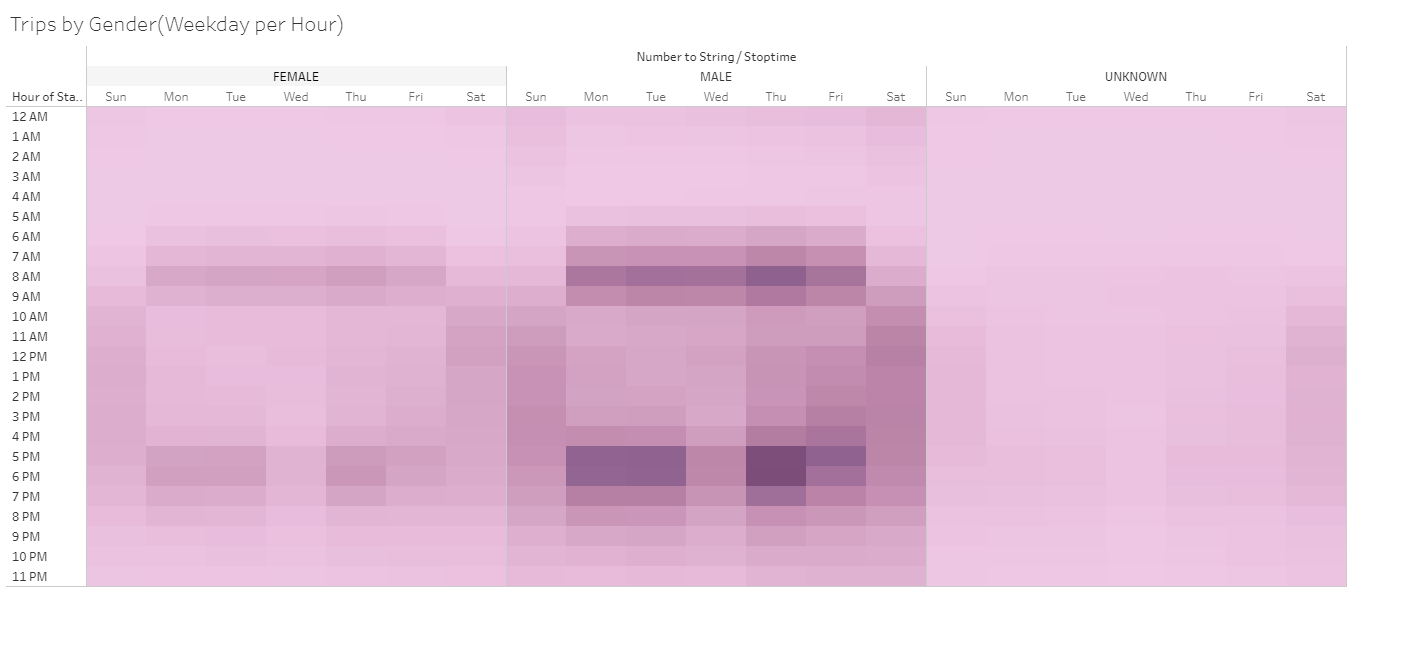 Trips by Gender(Weekday per Hour)
Number to String / Stoptime
FEMALE MALE UNKNOWN
Hour of Sta.. Sun Mon Tue Wed Thu Fri Sat Sun Mon Tue Wed Thu Fri Sat Sun Mon Tue Wed Thu Fri Sat
12 AM
1 AM
2 AM
3 AM
4 AM
5 AM
6 AM
7 AM
8 AM
9 AM
10 AM
11 AM
12 PM
1 PM
2 PM
3 PM
4 PM
5 PM
6 PM
7 PM
8 PM
9 PM
10 PM
11 PM